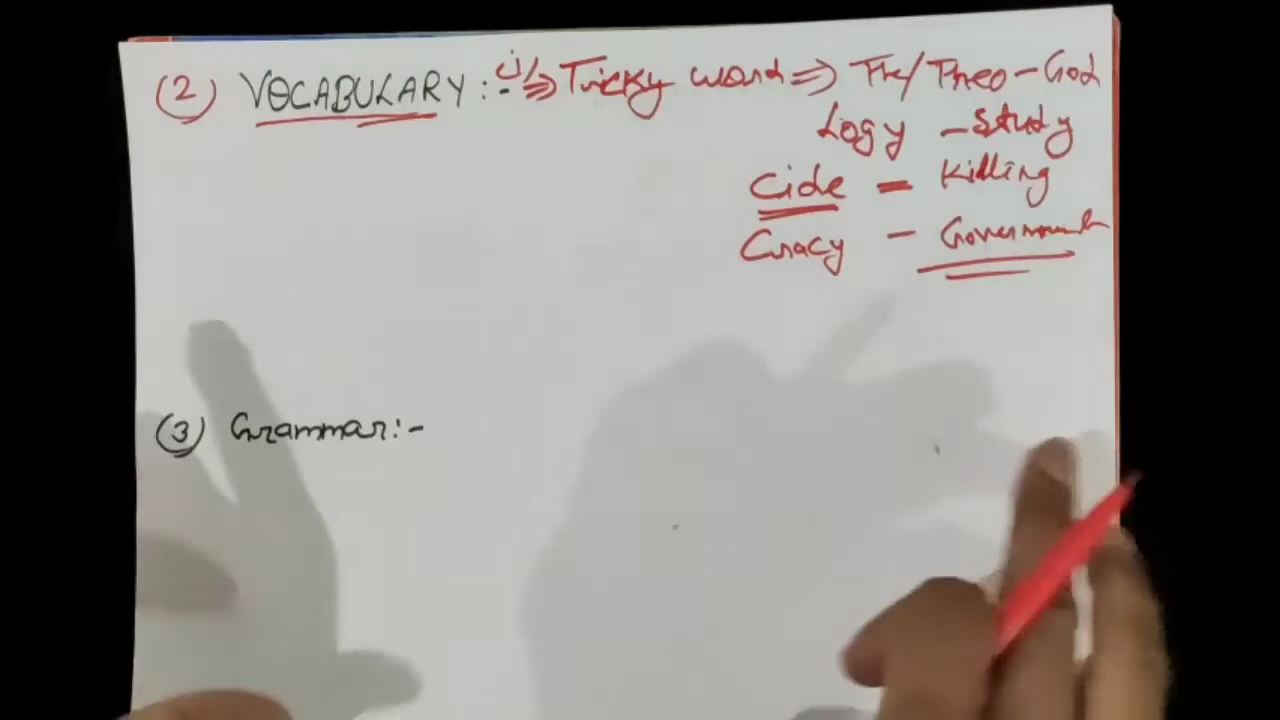 (2) VOCABULARY :- (i) ⇒ Tricky word ⇒ The/Theo - God
Logy - Study
Cide = Killing
Cracy - Government
(3) Grammar :-